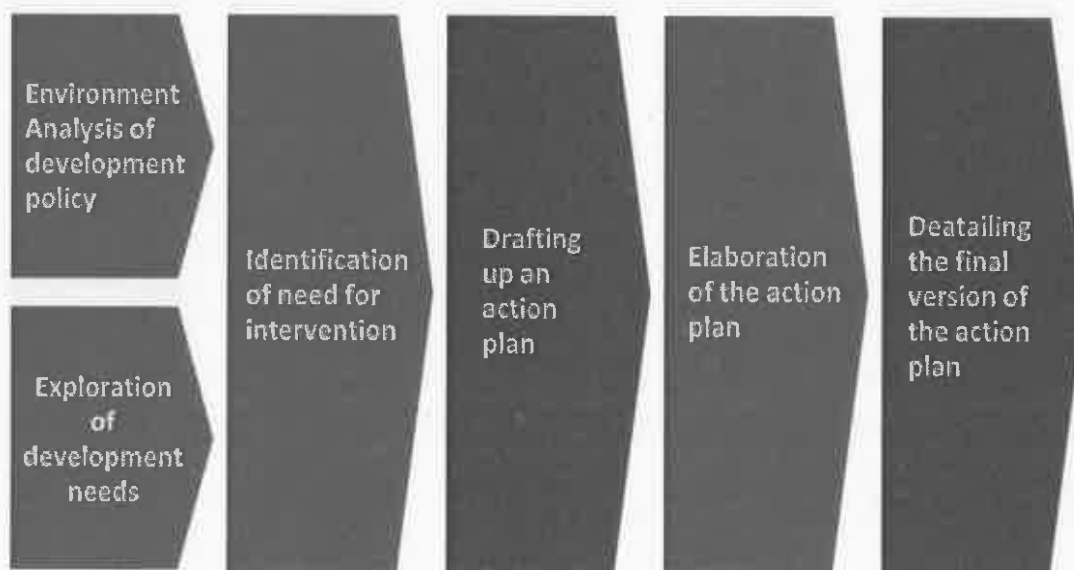 Environment
Analysis of
development
policy
Exploration
of
development
needs
Identification
of need for
intervention
Drafting
up an
action
plan
Elaboration
of the action
plan
Deatailing
the final
version of
the action
plan